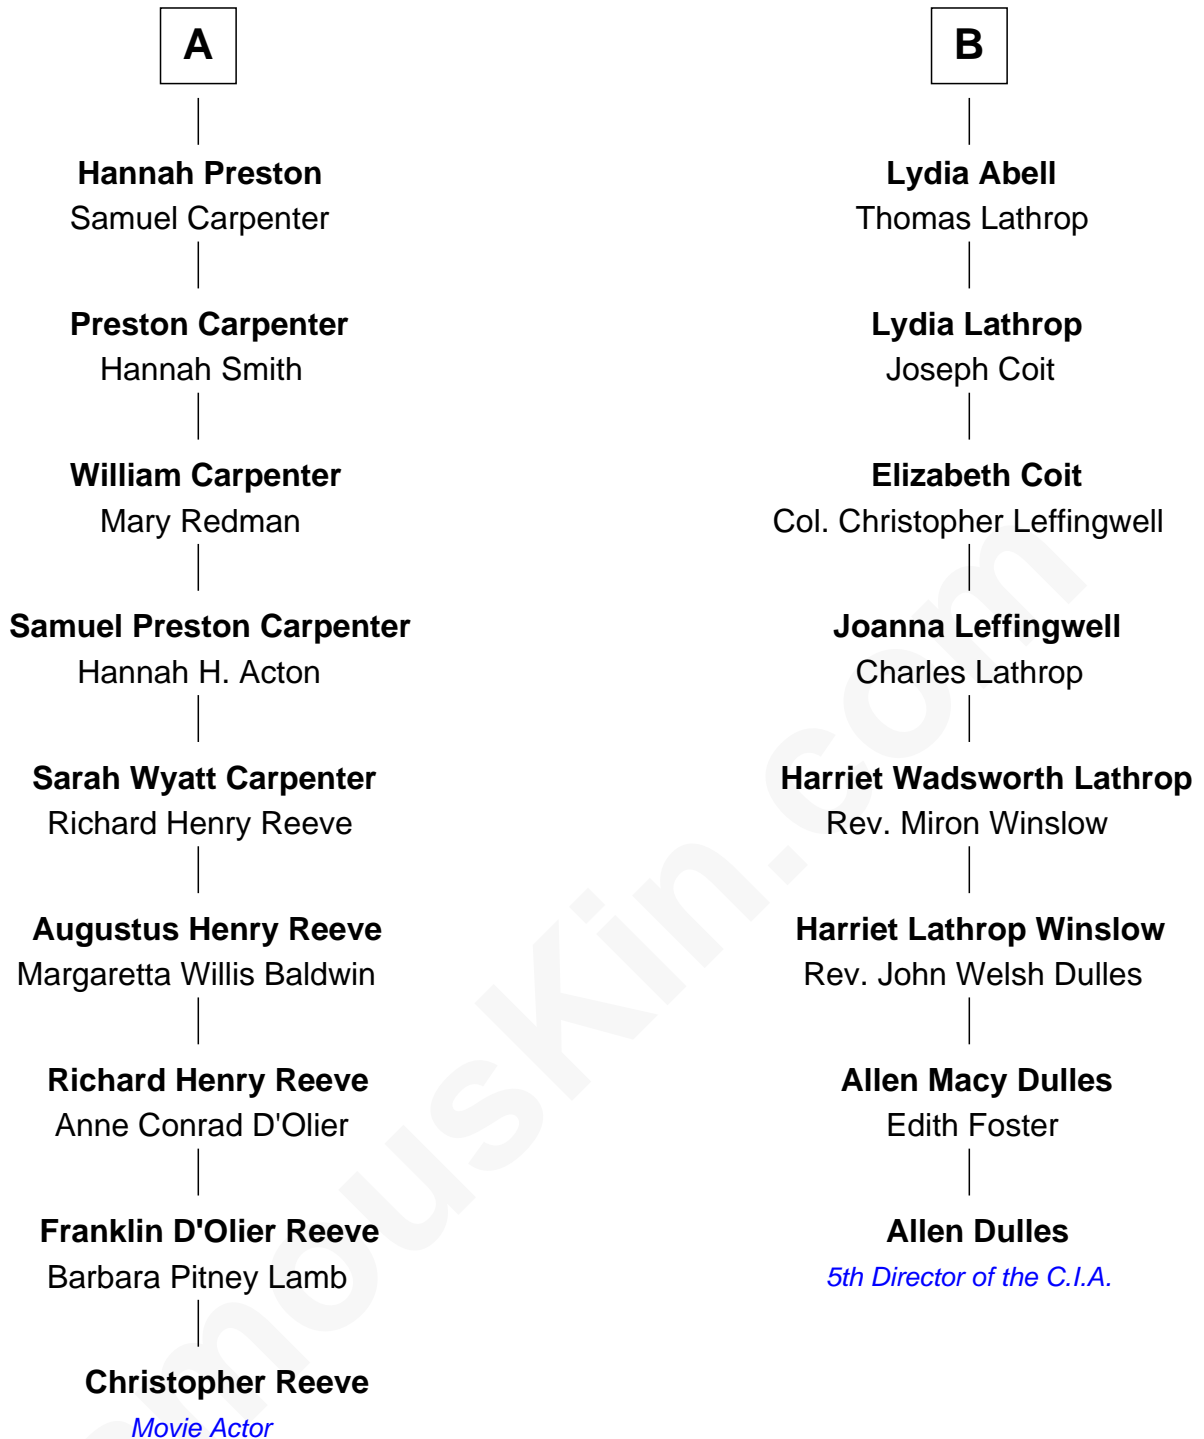 A
Hannah Preston
Samuel Carpenter
Preston Carpenter
Hannah Smith
William Carpenter
Mary Redman
Samuel Preston Carpenter
Hannah H. Acton
Sarah Wyatt Carpenter
Richard Henry Reeve
Augustus Henry Reeve
Margaretta Willis Baldwin
Richard Henry Reeve
Anne Conrad D'Olier
Franklin D'Olier Reeve
Barbara Pitney Lamb
Christopher Reeve
Movie Actor
B
Lydia Abell
Thomas Lathrop
Lydia Lathrop
Joseph Coit
Elizabeth Coit
Col. Christopher Leffingwell
Joanna Leffingwell
Charles Lathrop
Harriet Wadsworth Lathrop
Rev. Miron Winslow
Harriet Lathrop Winslow
Rev. John Welsh Dulles
Allen Macy Dulles
Edith Foster
Allen Dulles
5th Director of the C.I.A.
mousKin.com